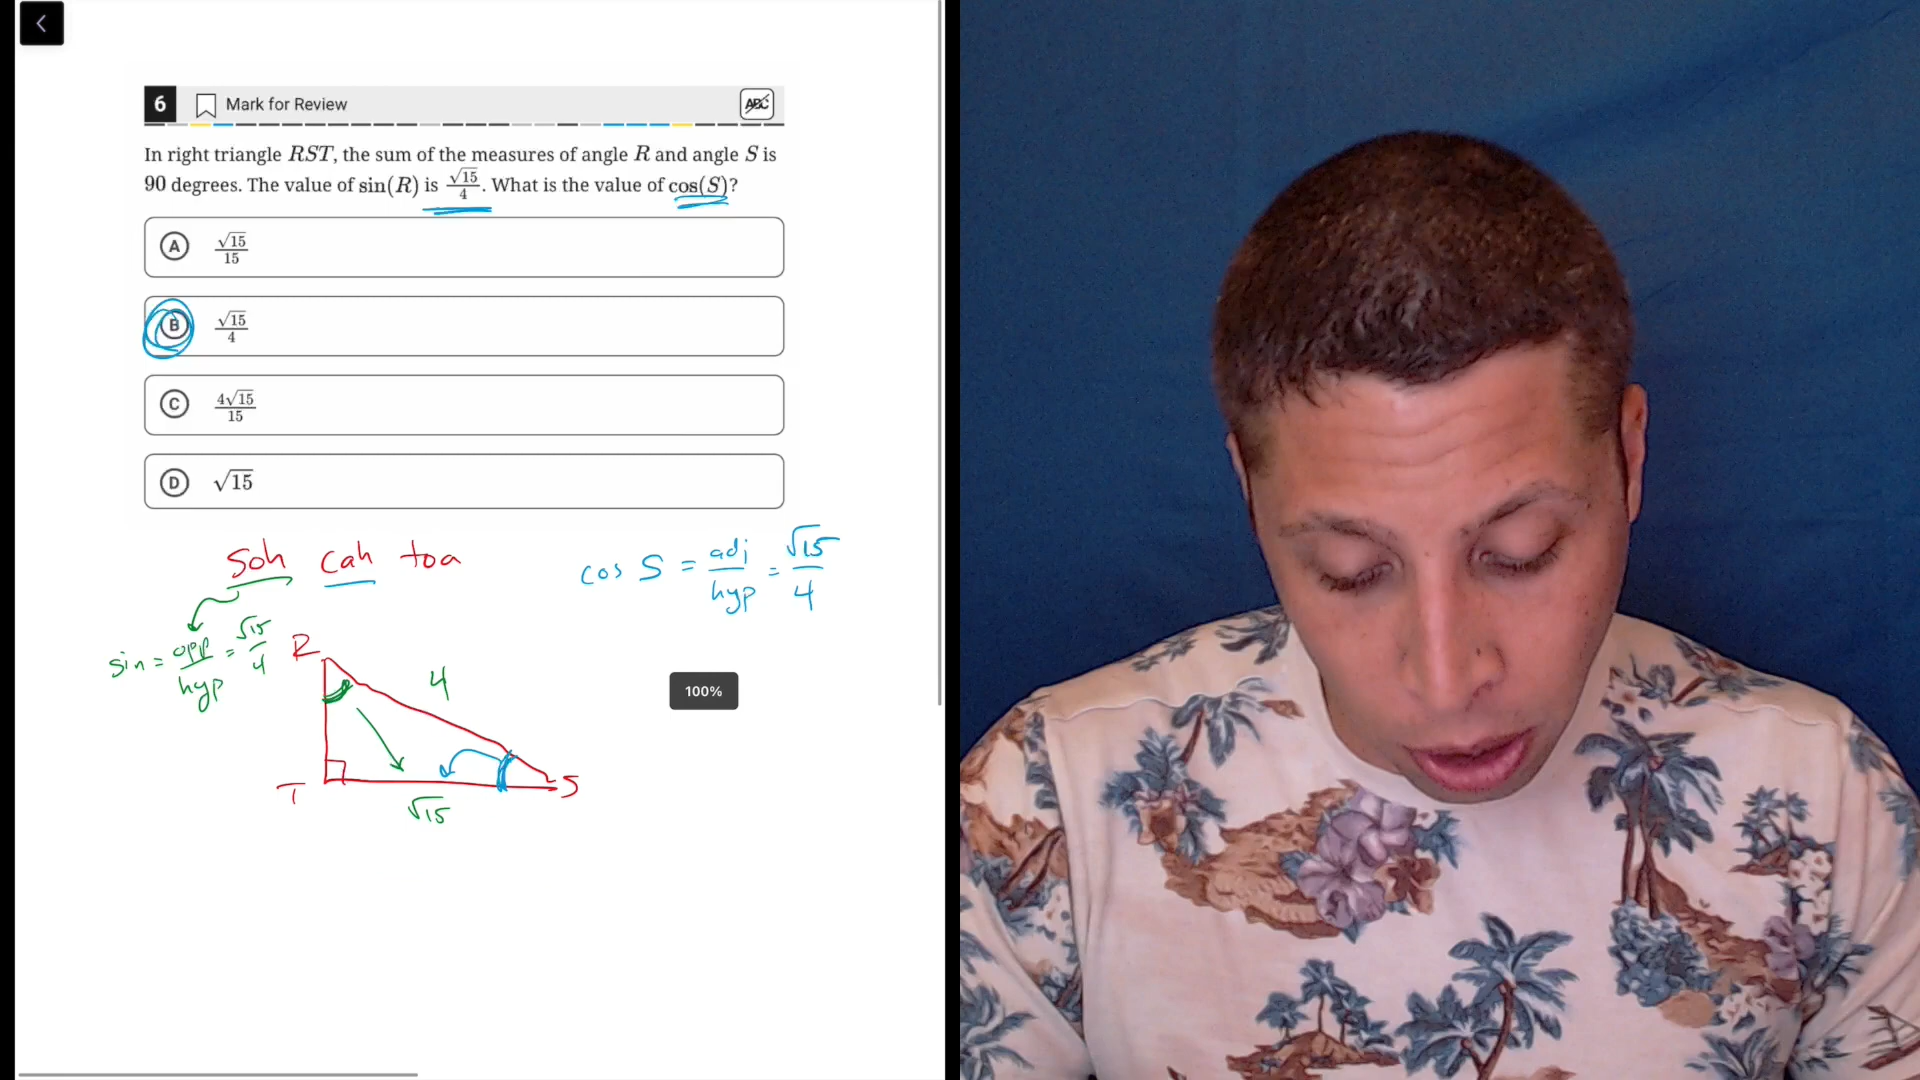 6 Mark for Review ABC
In right triangle RST, the sum of the measures of angle R and angle S is
90 degrees. The value of sin(R) is √15/4. What is the value of cos(S)?
A √15/15
B √15/4
C 4√15/15
D √15
Soh cah toa
cos S = adj/hyp = √15/4
sin = opp/hyp = √15/4
R
4
100%
T
S
√15